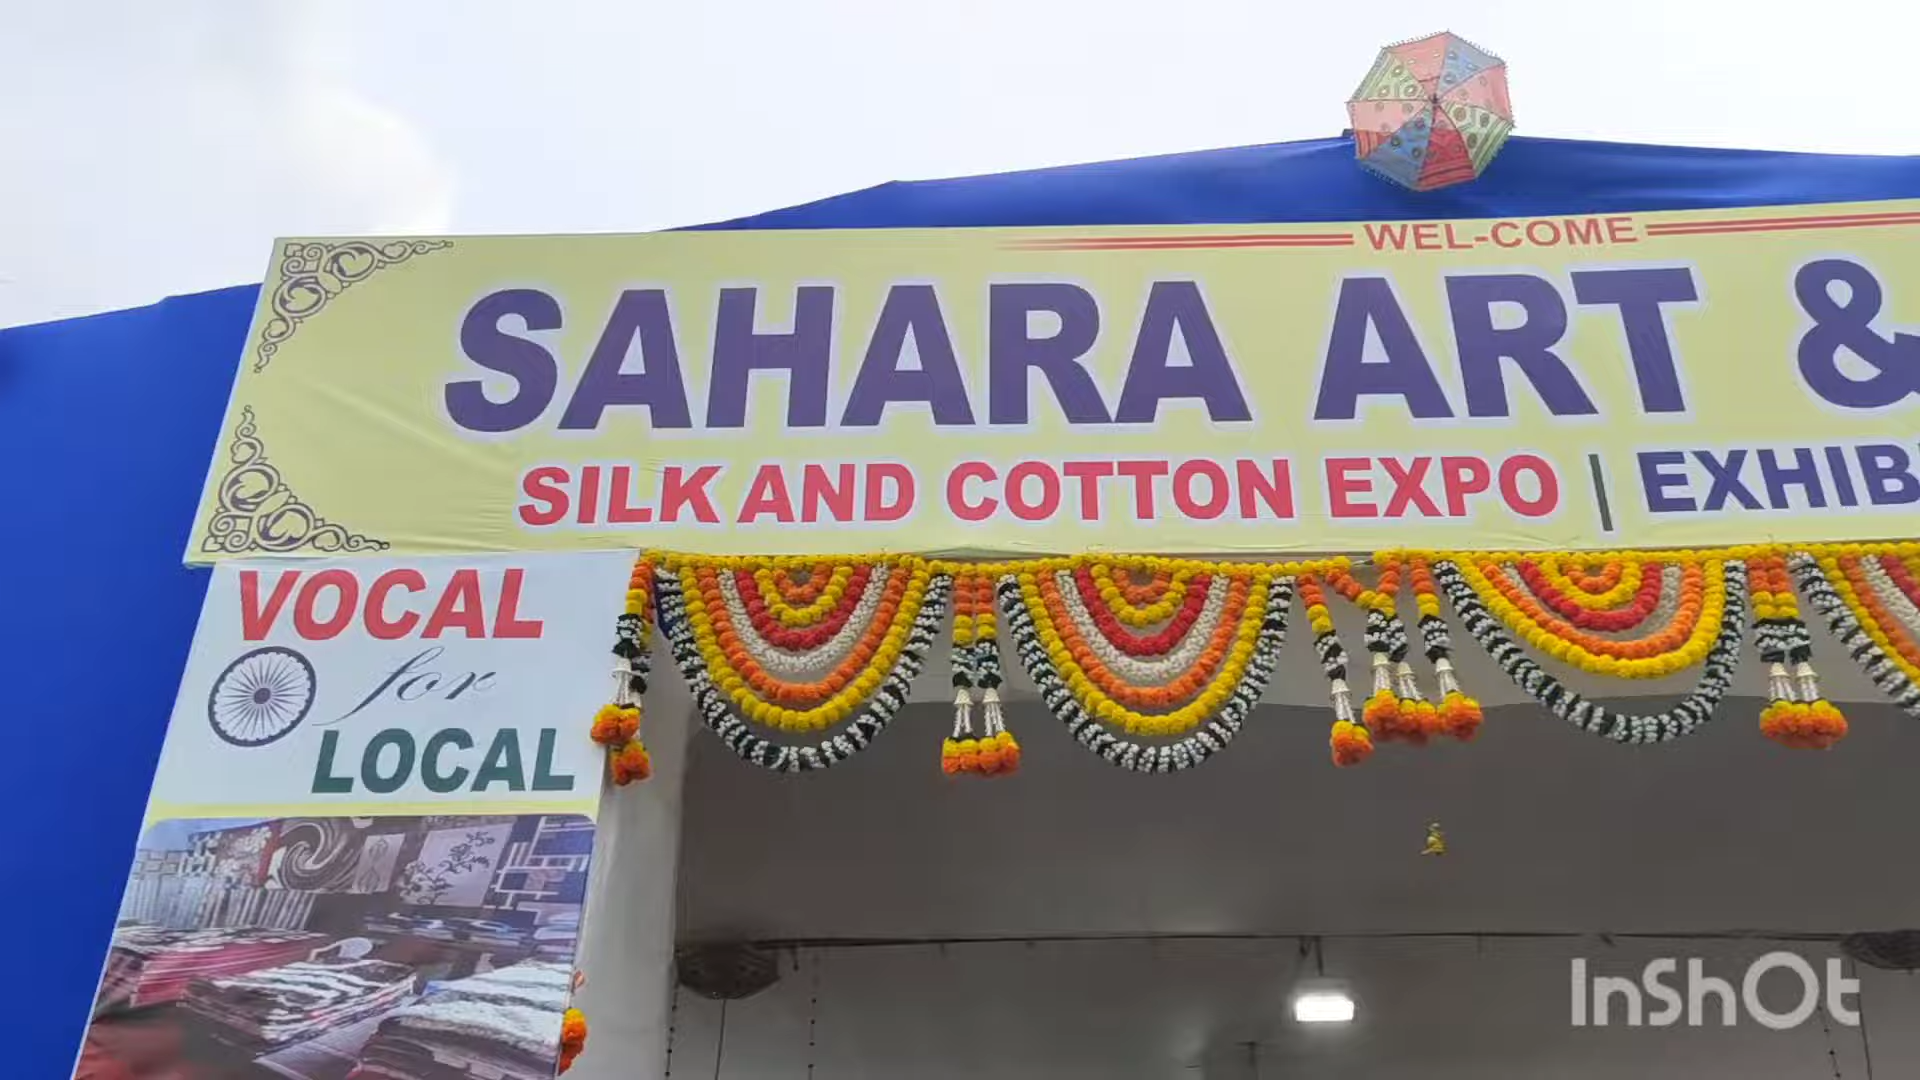 WEL-COME
SAHARA ART &
SILK AND COTTON EXPO | EXHIB
VOCAL
for
LOCAL
InShOt